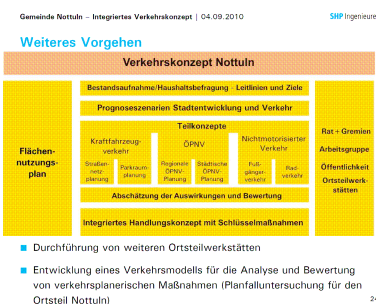 Gemeinde Nottuln – Integriertes Verkehrskonzept | 04.09.2010
SHP Ingenieure
Weiteres Vorgehen
Verkehrskonzept Nottuln
Flächen-
nutzungs-
plan
Bestandsaufnahme/Haushaltsbefragung - Leitlinien und Ziele
Prognoseszenarien Stadtentwicklung und Verkehr
Teilkonzepte
Kraftfahrzeug-
verkehr
ÖPNV
Nichtmotorisierter
Verkehr
Straßen-
netz-
planung
Parkraum-
planung
Regionale
ÖPNV-
Planung
Städtische
ÖPNV-
Planung
Fuß-
gänger-
verkehr
Rad-
verkehr
Abschätzung der Auswirkungen und Bewertung
Integriertes Handlungskonzept mit Schlüsselmaßnahmen
Rat + Gremien
Arbeitsgruppe
Öffentlichkeit
Ortsteilwerk-
stätten
Durchführung von weiteren Ortsteilwerkstätten
Entwicklung eines Verkehrsmodells für die Analyse und Bewertung
von verkehrsplanerischen Maßnahmen (Planfalluntersuchung für den
Ortsteil Nottuln)